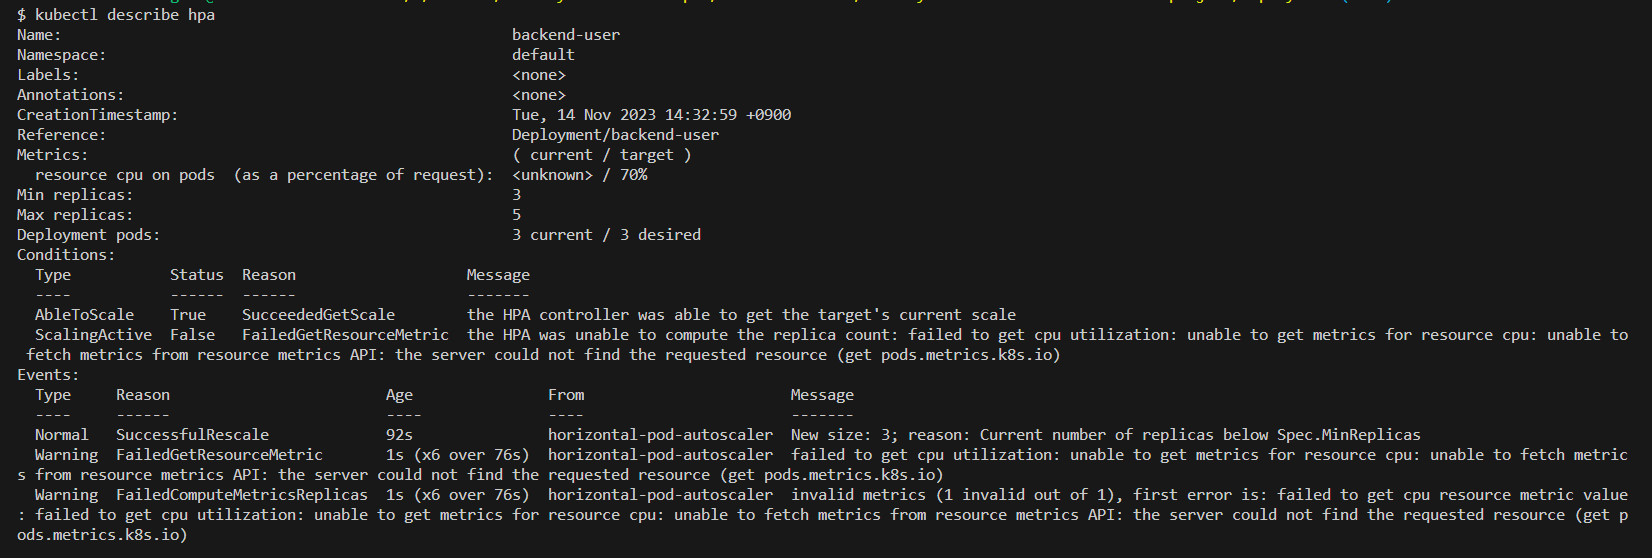 $ kubectl describe hpa
Name: backend-user
Namespace: default
Labels: <none>
Annotations: <none>
CreationTimestamp: Tue, 14 Nov 2023 14:32:59 +0900
Reference: Deployment/backend-user
Metrics: ( current / target )
resource cpu on pods (as a percentage of request): <unknown> / 70%
Min replicas: 3
Max replicas: 5
Deployment pods: 3 current / 3 desired
Conditions:
Type Status Reason Message
---- ------ ------ -------
AbleToScale True SucceededGetScale the HPA controller was able to get the target's current scale
ScalingActive False FailedGetResourceMetric the HPA was unable to compute the replica count: failed to get cpu utilization: unable to get metrics for resource cpu: unable to
fetch metrics from resource metrics API: the server could not find the requested resource (get pods.metrics.k8s.io)
Events:
Type Reason Age From Message
---- ------ ---- ---- -------
Normal SuccessfulRescale 92s horizontal-pod-autoscaler New size: 3; reason: Current number of replicas below Spec.MinReplicas
Warning FailedGetResourceMetric 1s (x6 over 76s) horizontal-pod-autoscaler failed to get cpu utilization: unable to get metrics for resource cpu: unable to fetch metric
s from resource metrics API: the server could not find the requested resource (get pods.metrics.k8s.io)
Warning FailedComputeMetricsReplicas 1s (x6 over 76s) horizontal-pod-autoscaler invalid metrics (1 invalid out of 1), first error is: failed to get cpu resource metric value
: failed to get cpu utilization: unable to get metrics for resource cpu: unable to fetch metrics from resource metrics API: the server could not find the requested resource (get p
ods.metrics.k8s.io)